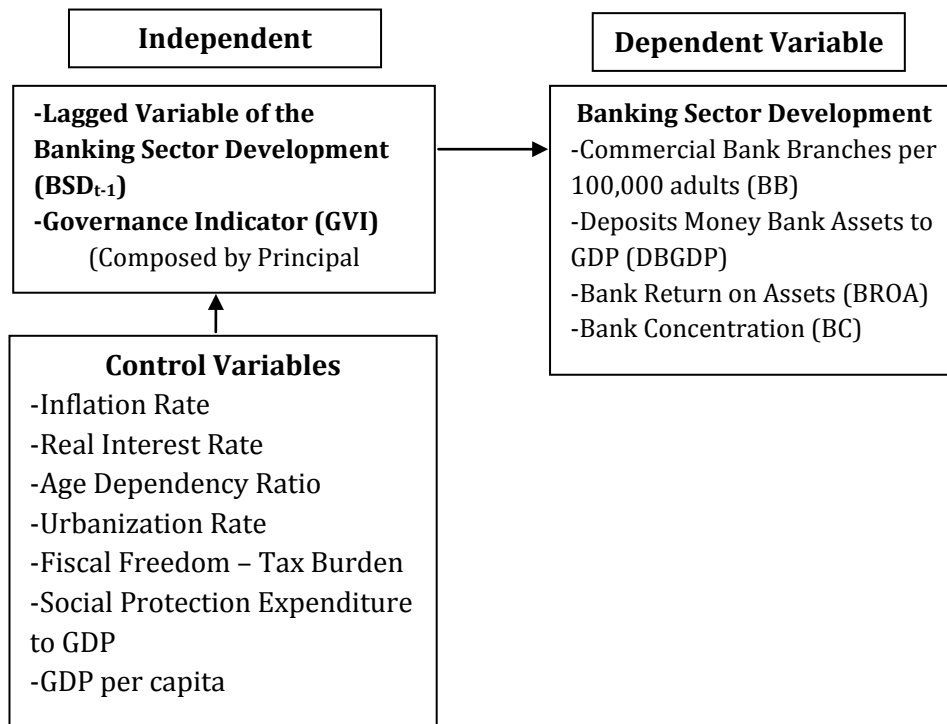 Independent
-Lagged Variable of the
Banking Sector Development
(BSDt-1)
-Governance Indicator (GVI)
(Composed by Principal
Control Variables
-Inflation Rate
-Real Interest Rate
-Age Dependency Ratio
-Urbanization Rate
-Fiscal Freedom – Tax Burden
-Social Protection Expenditure
to GDP
-GDP per capita
Dependent Variable
Banking Sector Development
-Commercial Bank Branches per
100,000 adults (BB)
-Deposits Money Bank Assets to
GDP (DBGDP)
-Bank Return on Assets (BROA)
-Bank Concentration (BC)